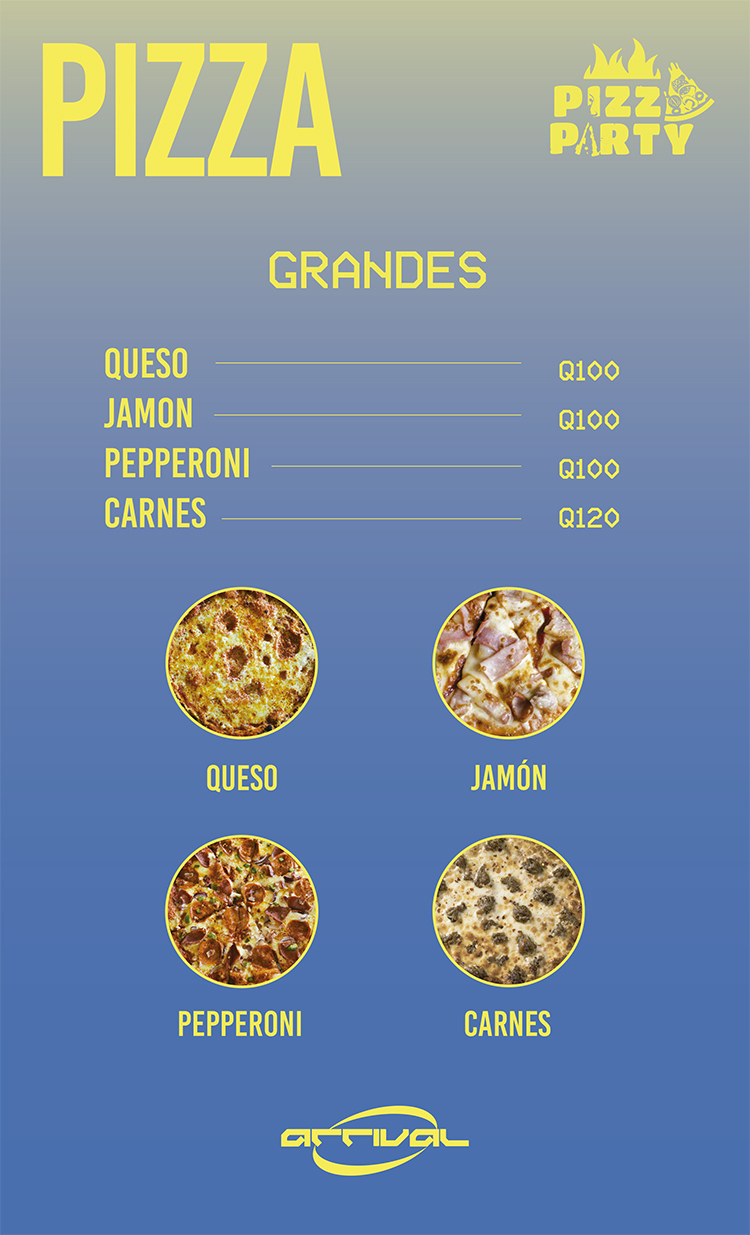 PIZZA
PIZZ
PARTY
GRANDES
QUESO Q100
JAMON Q100
PEPPERONI Q100
CARNES Q120
QUESO JAMÓN
PEPPERONI CARNES
arrival